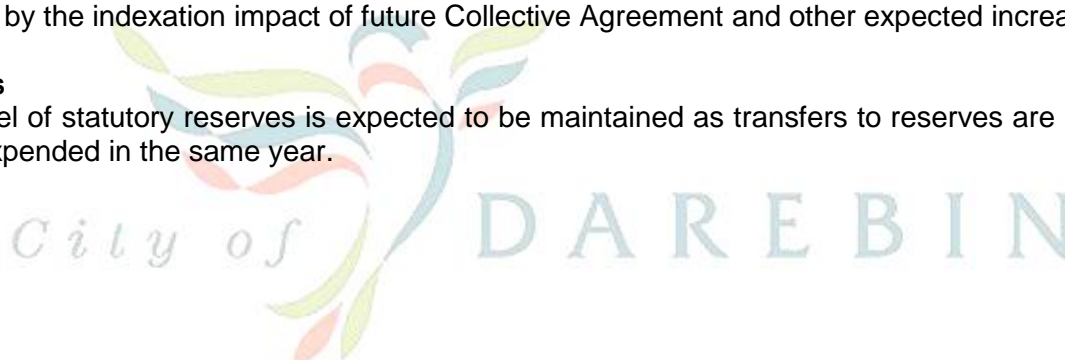 by the indexation impact of future Collective Agreement and other expected increa
s
el of statutory reserves is expected to be maintained as transfers to reserves are
pended in the same year.
City of DAREBIN